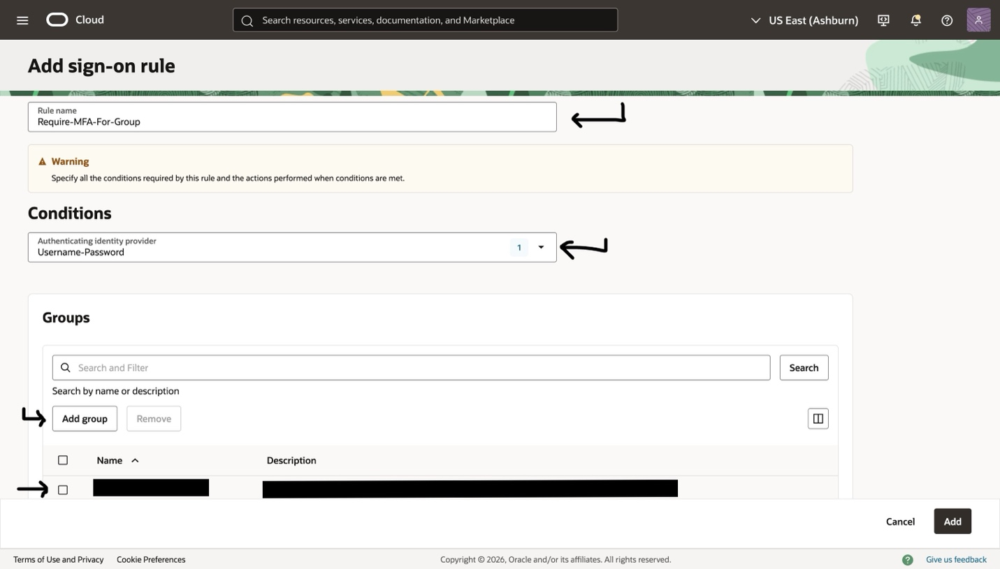 Cloud
Search resources, services, documentation, and Marketplace
US East (Ashburn)
Add sign-on rule
Rule name
Require-MFA-For-Group
Warning
Specify all the conditions required by this rule and the actions performed when conditions are met.
Conditions
Authenticating identity provider
Username-Password
1
Groups
Search and Filter
Search
Search by name or description
Add group
Remove
Name
Description
Cancel
Add
Terms of Use and Privacy
Cookie Preferences
Copyright © 2026, Oracle and/or its affiliates. All rights reserved.
Give us feedback